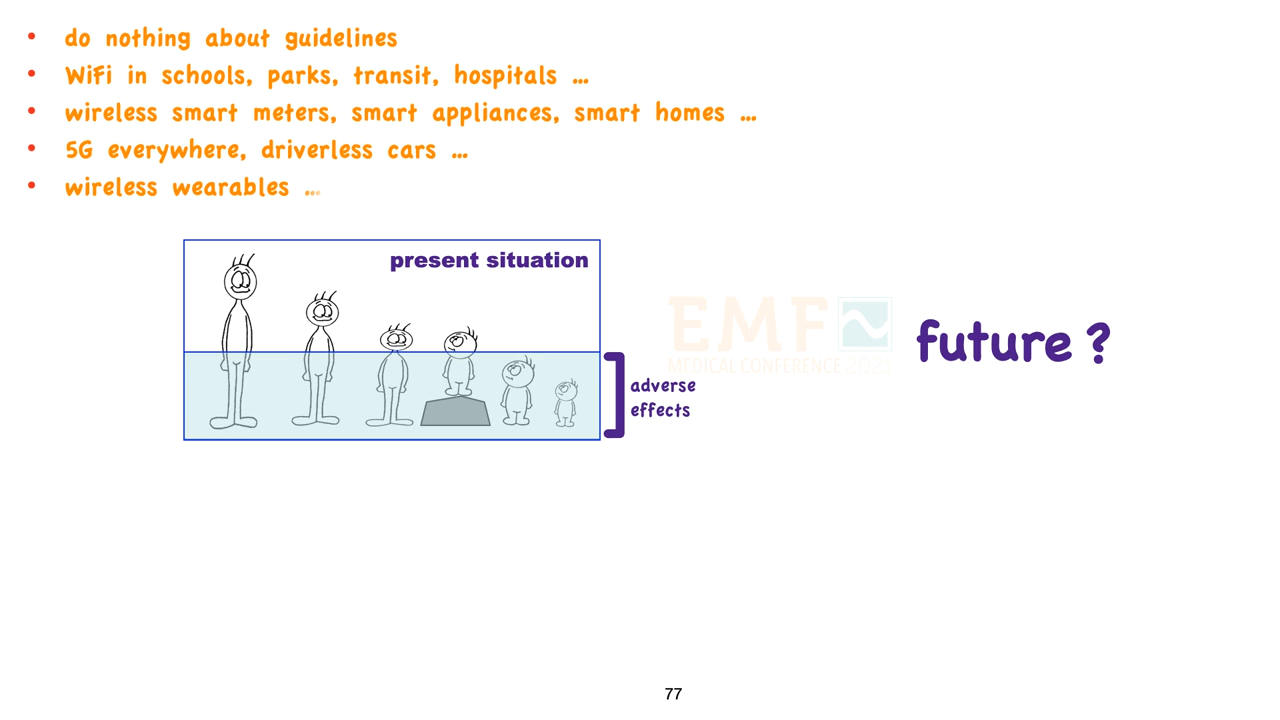 • do nothing about guidelines
• WiFi in schools, parks, transit, hospitals ...
• wireless smart meters, smart appliances, smart homes ...
• 5G everywhere, driverless cars ...
• wireless wearables ...
present situation
EMF
MEDICAL CONFERENCE 2021
future ?
adverse
effects
77